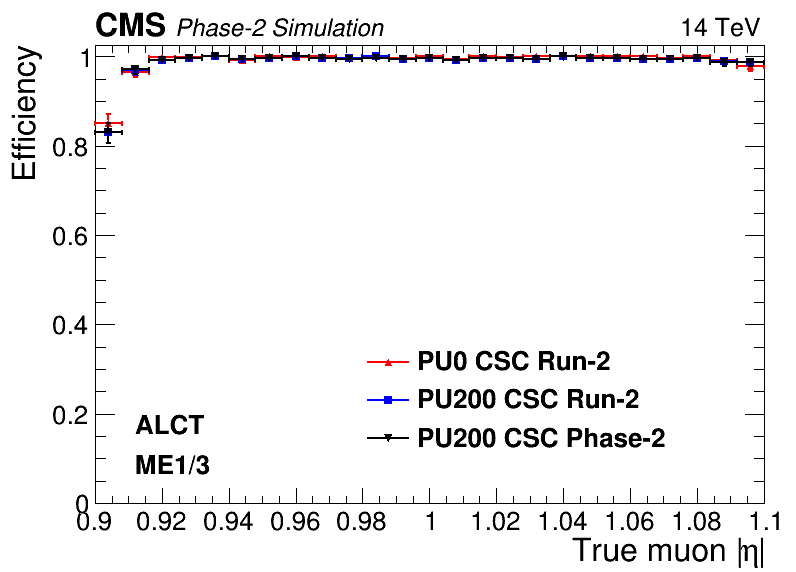 CMS Phase-2 Simulation 14 TeV
Efficiency
1
0.8
0.6
0.4
0.2
0
PU0 CSC Run-2
PU200 CSC Run-2
PU200 CSC Phase-2
ALCT
ME1/3
0.9 0.92 0.94 0.96 0.98 1 1.02 1.04 1.06 1.08 1.1
True muon |η|